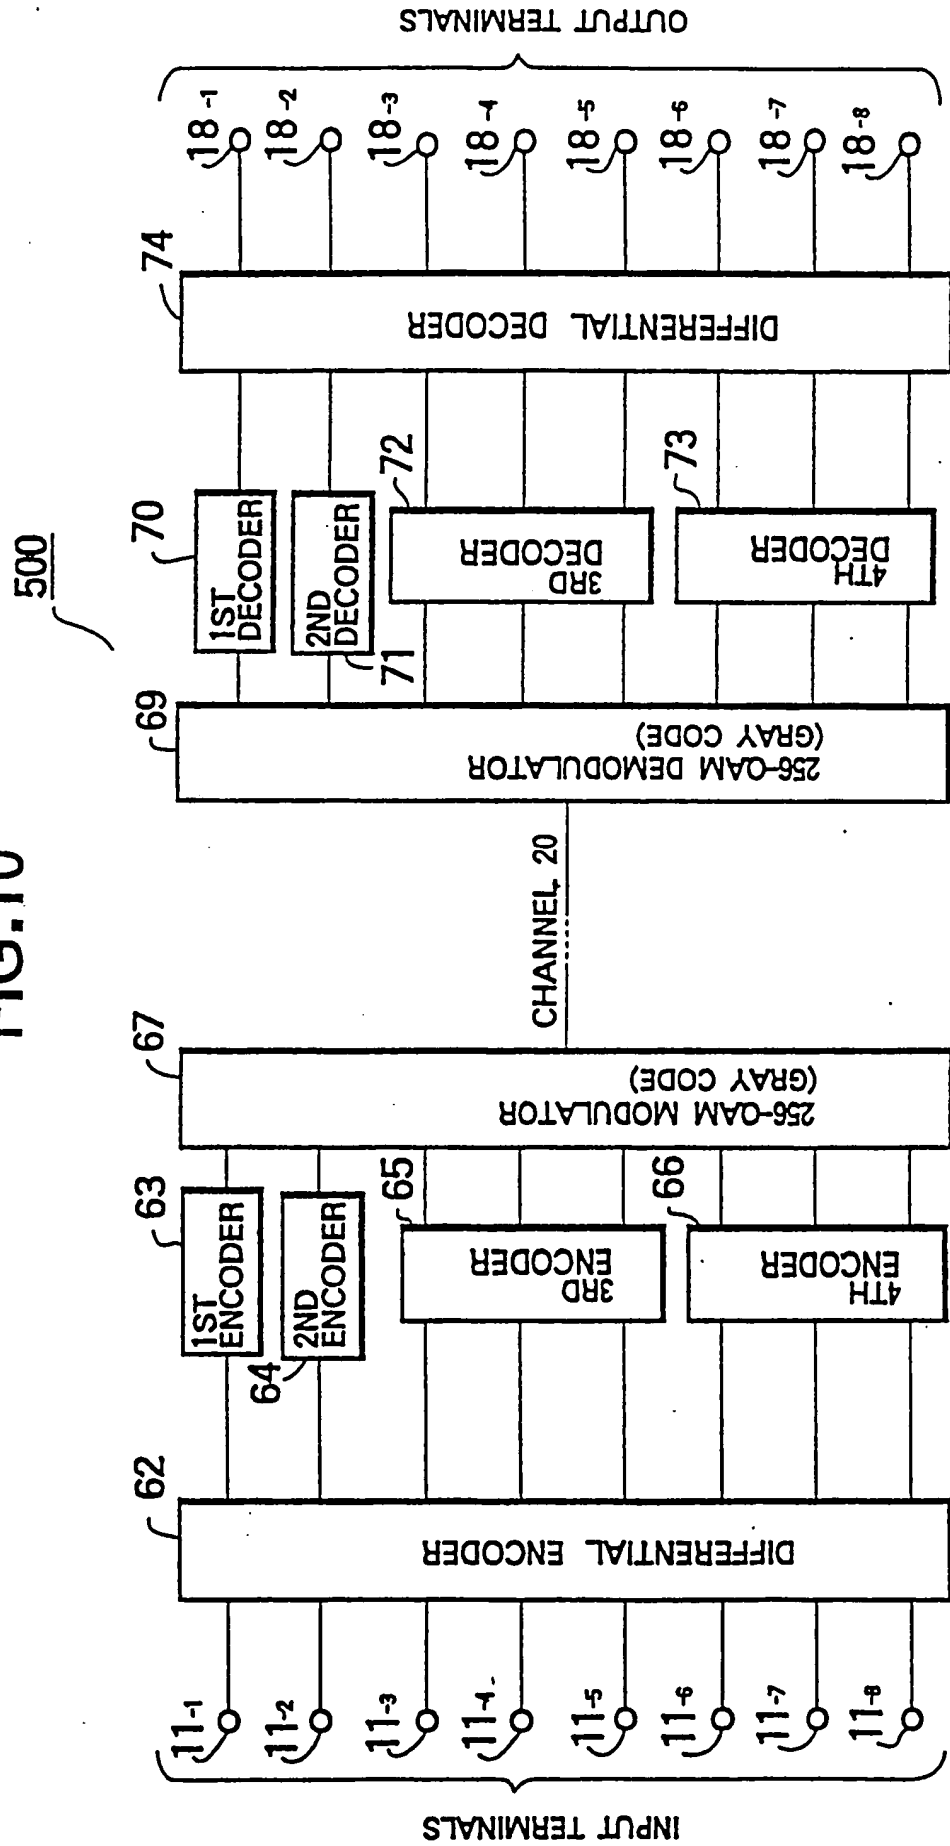 FIG.10
500
INPUT TERMINALS
11-1
11-2
11-3
11-4
11-5
11-6
11-7
11-8
62
DIFFERENTIAL ENCODER
63
1ST
ENCODER
64
2ND
ENCODER
65
3RD
ENCODER
66
4TH
ENCODER
67
256-QAM MODULATOR
(GRAY CODE)
CHANNEL 20
69
256-QAM DEMODULATOR
(GRAY CODE)
70
1ST
DECODER
71
2ND
DECODER
72
3RD
DECODER
73
4TH
DECODER
74
DIFFERENTIAL DECODER
18-1
18-2
18-3
18-4
18-5
18-6
18-7
18-8
OUTPUT TERMINALS